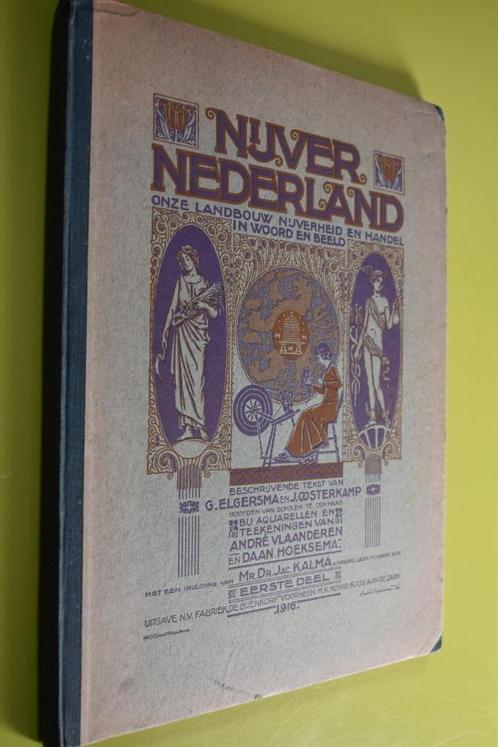 NIJVER
NEDERLAND
ONZE LANDBOUW NIJVERHEID EN HANDEL
IN WOORD EN BEELD
BESCHRIJVENDE TEKST VAN
G. ELGERSMA EN J. OOSTERKAMP
HOOFDEN VAN SCHOLEN TE DEN HAAG
BIJ AQUARELLEN EN
TEEKENINGEN VAN
ANDRÉ VLAANDEREN
EN DAAN HOEKSEMA
MET EEN INLEIDING VAN MR. DR. JAC. KALMA
EERSTE DEEL
UITGAVE N.V. FABRIEK "DE BIJENKORF" VOORHEEN M.K. HONIG KOOG AAN DE ZAAN
1916